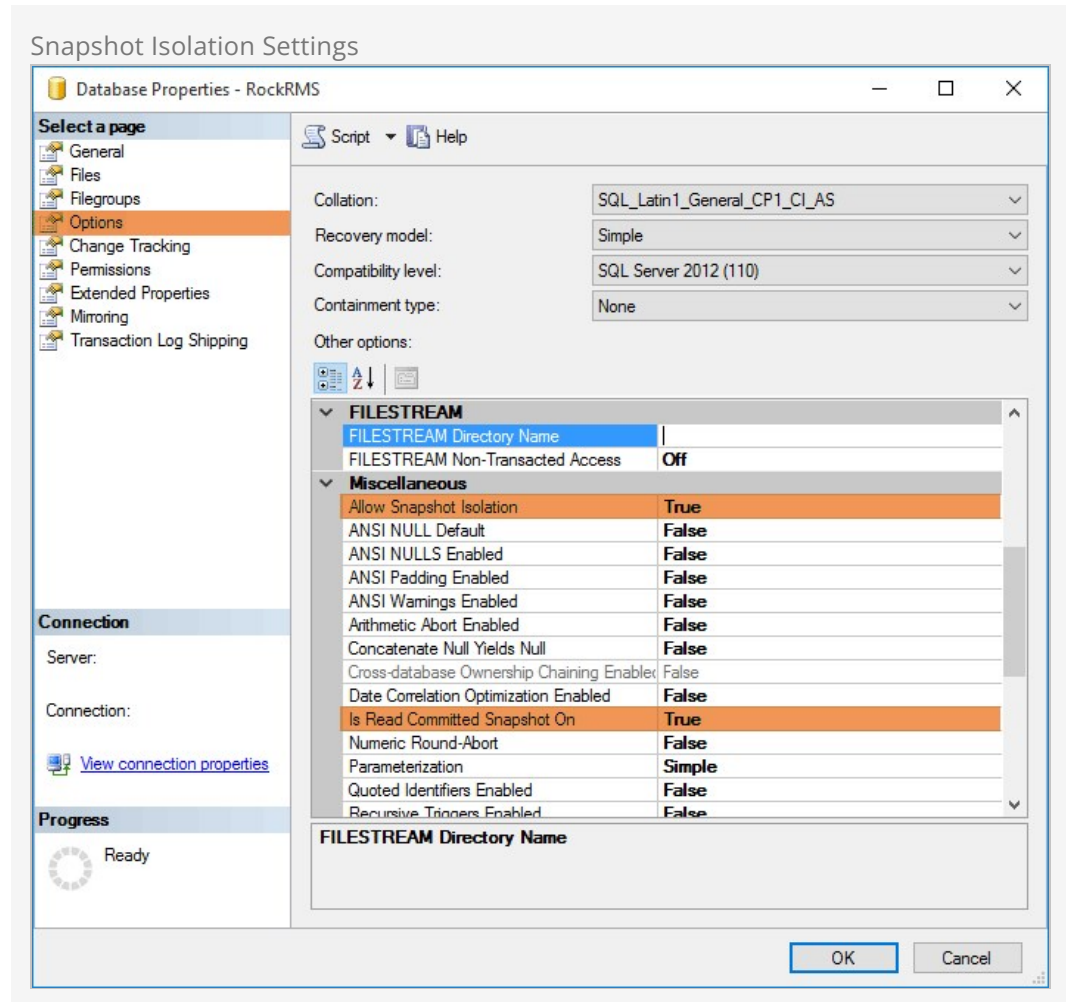 Snapshot Isolation Settings
Database Properties - RockRMS
Select a page
General
Files
Filegroups
Options
Change Tracking
Permissions
Extended Properties
Mirroring
Transaction Log Shipping
Connection
Server:
Connection:
View connection properties
Progress
Ready
Script Help
Collation: SQL_Latin1_General_CP1_CI_AS
Recovery model: Simple
Compatibility level: SQL Server 2012 (110)
Containment type: None
Other options:
FILESTREAM
FILESTREAM Directory Name
FILESTREAM Non-Transacted Access Off
Miscellaneous
Allow Snapshot Isolation True
ANSI NULL Default False
ANSI NULLS Enabled False
ANSI Padding Enabled False
ANSI Warnings Enabled False
Arithmetic Abort Enabled False
Concatenate Null Yields Null False
Cross-database Ownership Chaining Enablec False
Date Correlation Optimization Enabled False
Is Read Committed Snapshot On True
Numeric Round-Abort False
Parameterization Simple
Quoted Identifiers Enabled False
Recursive Triggers Enabled False
FILESTREAM Directory Name
OK Cancel